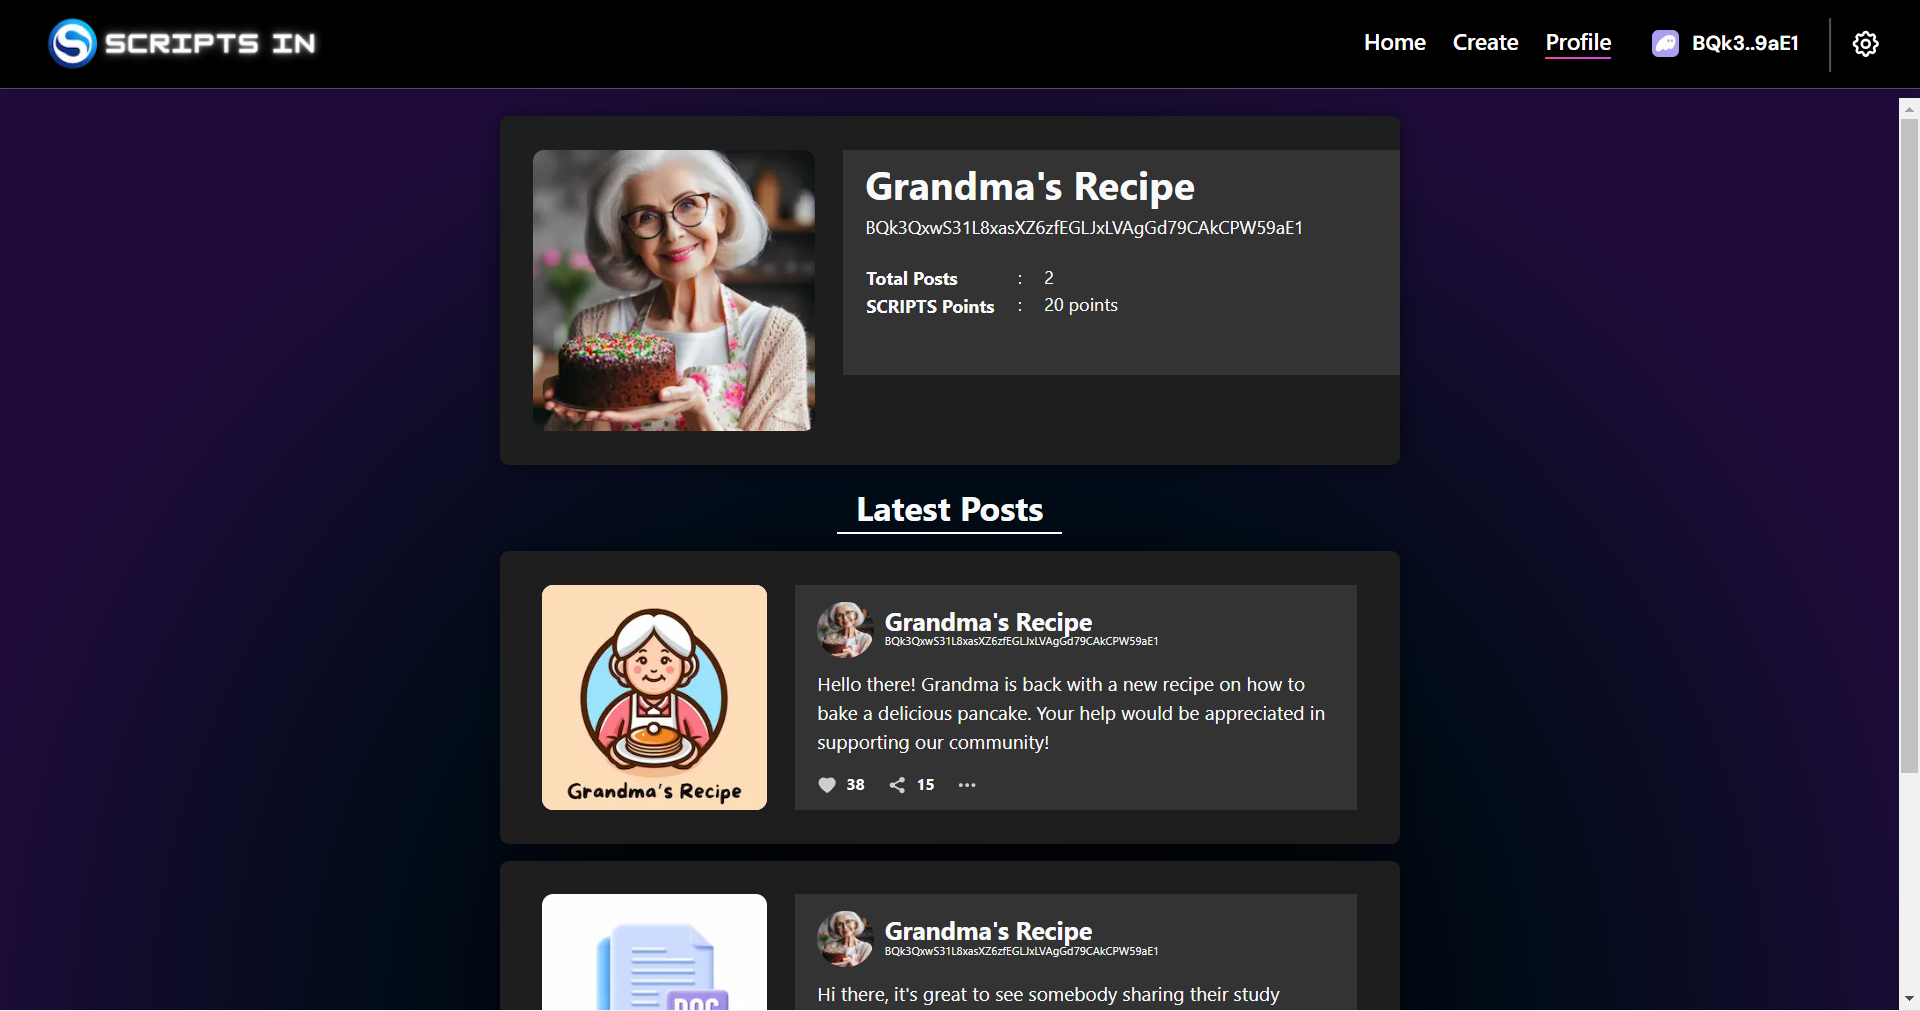 SCRIPTS IN
Home Create Profile BQk3..9aE1
Grandma's Recipe
BQk3QxwS31L8xasXZ6zfEGLJxLVAgGd79CAkCPW59aE1
Total Posts : 2
SCRIPTS Points : 20 points
Latest Posts
Grandma's Recipe
Grandma's Recipe
BQk3QxwS31L8xasXZ6zfEGLJxLVAgGd79CAkCPW59aE1
Hello there! Grandma is back with a new recipe on how to
bake a delicious pancake. Your help would be appreciated in
supporting our community!
38 15
DOC
Grandma's Recipe
BQk3QxwS31L8xasXZ6zfEGLJxLVAgGd79CAkCPW59aE1
Hi there, it's great to see somebody sharing their study